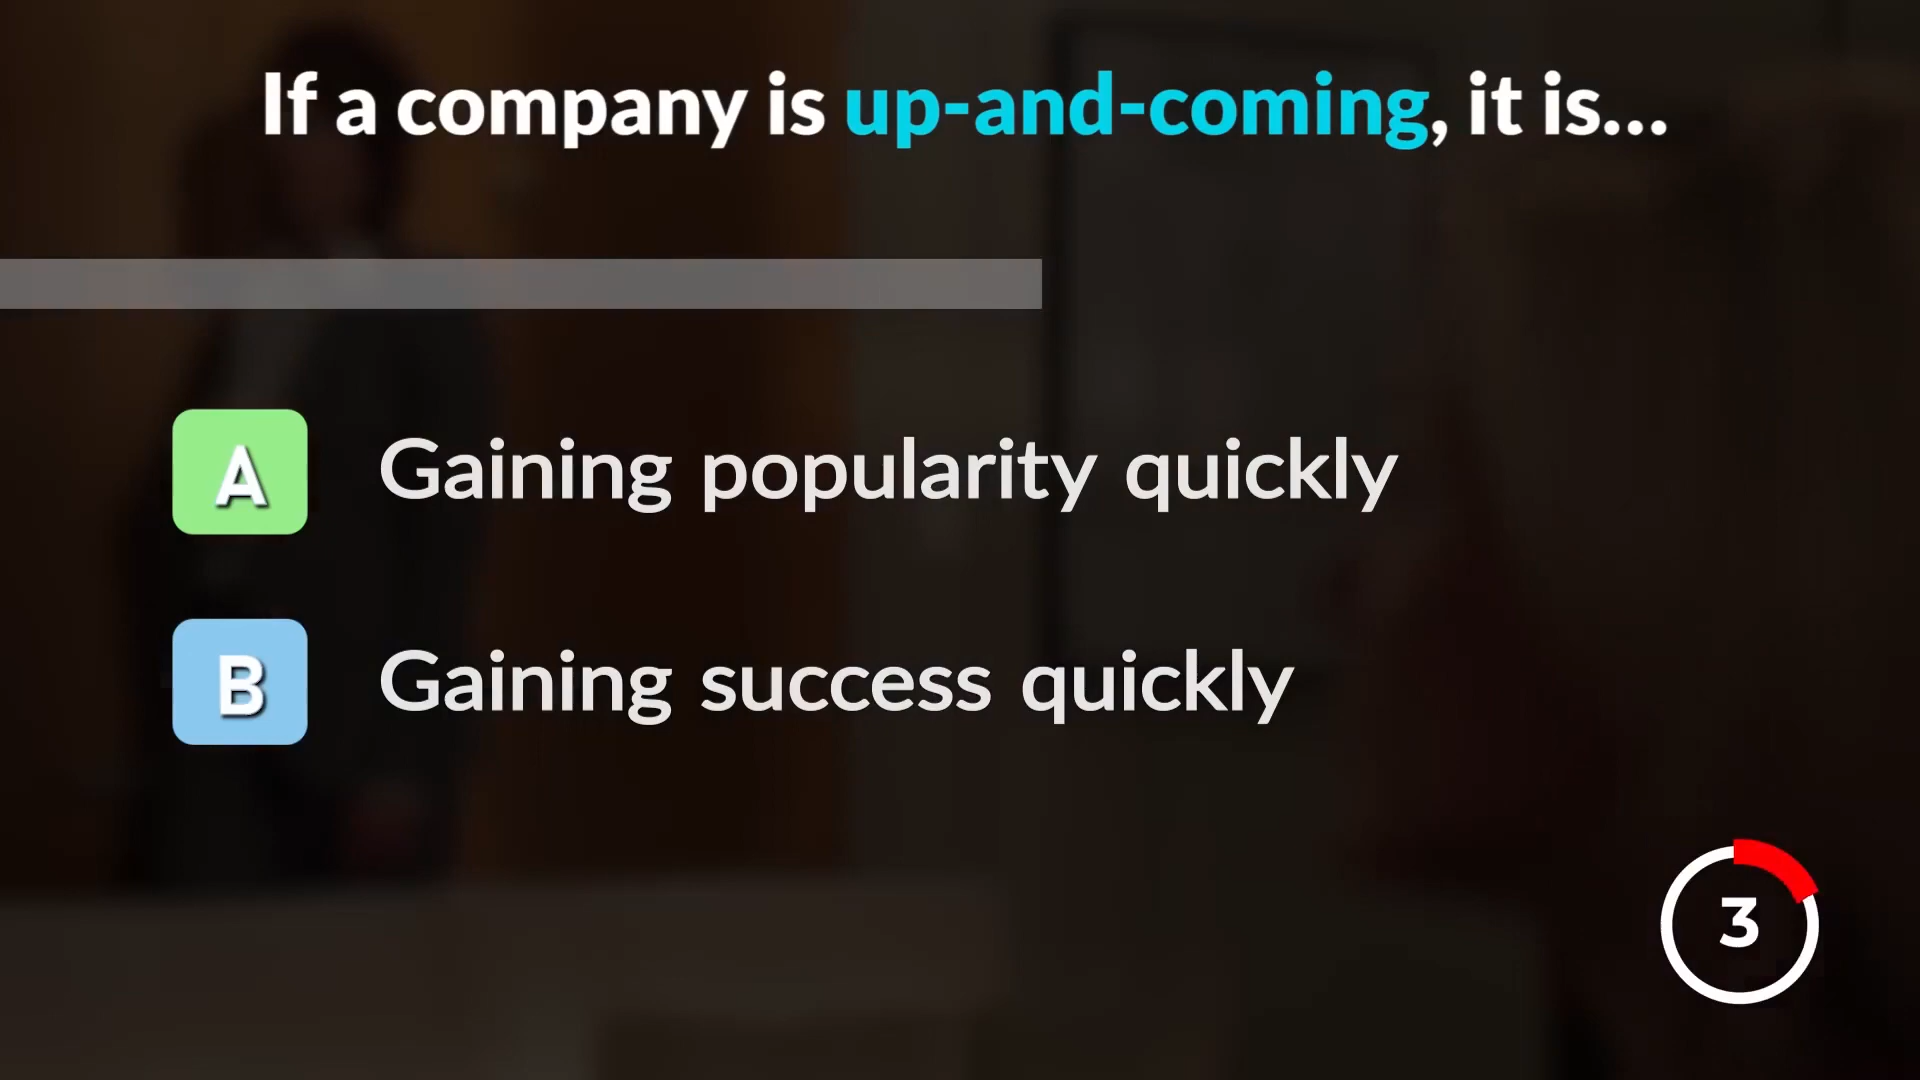 If a company is up-and-coming, it is...
A Gaining popularity quickly
B Gaining success quickly
3